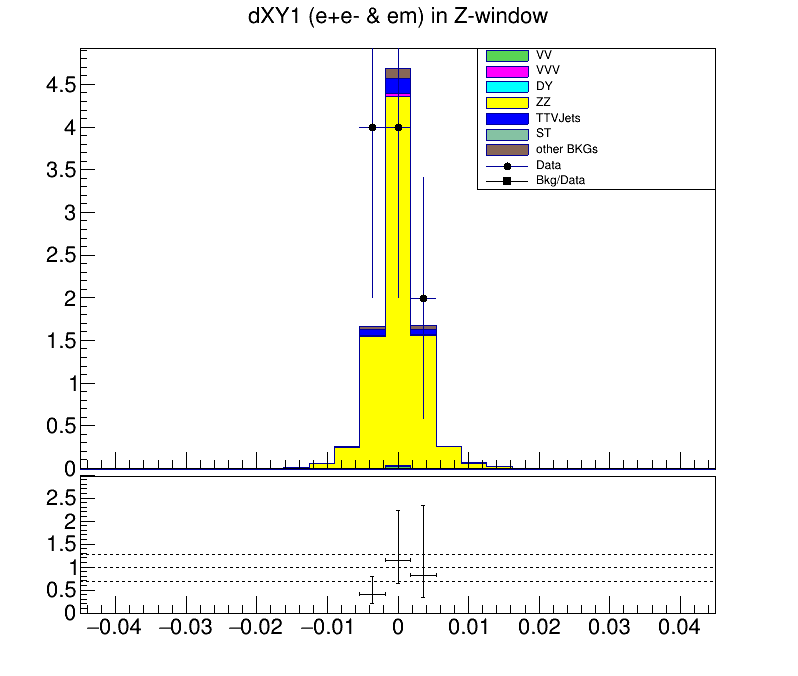 dXY1 (e+e- & em) in Z-window
VV
VVV
DY
ZZ
TTVJets
ST
other BKGs
Data
Bkg/Data
4.5
4
3.5
3
2.5
2
1.5
1
0.5
0
2.5
2
1.5
1
0.5
0
−0.04 −0.03 −0.02 −0.01 0 0.01 0.02 0.03 0.04